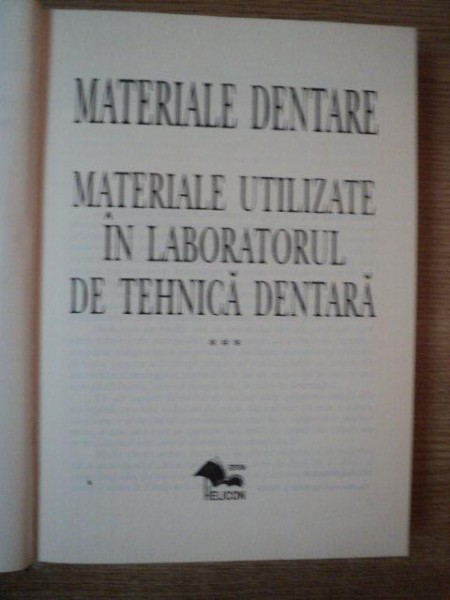 MATERIALE DENTARE
MATERIALE UTILIZATE
ÎN LABORATORUL
DE TEHNICĂ DENTARĂ
***
HELICON